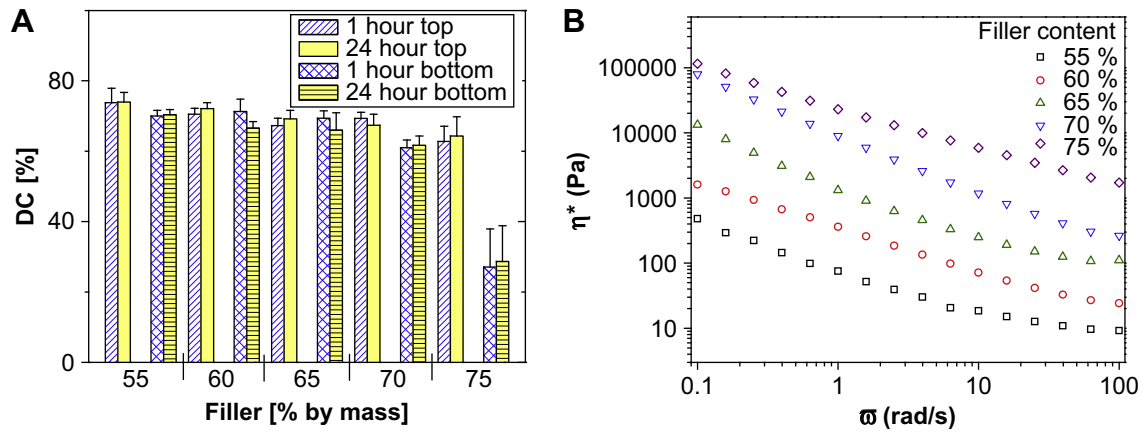 A
1 hour top
24 hour top
1 hour bottom
24 hour bottom
80
40
0
DC [%]
55 60 65 70 75
Filler [% by mass]
B
Filler content
55 %
60 %
65 %
70 %
75 %
100000
10000
1000
100
10
η* (Pa)
0.1 1 10 100
ϖ (rad/s)